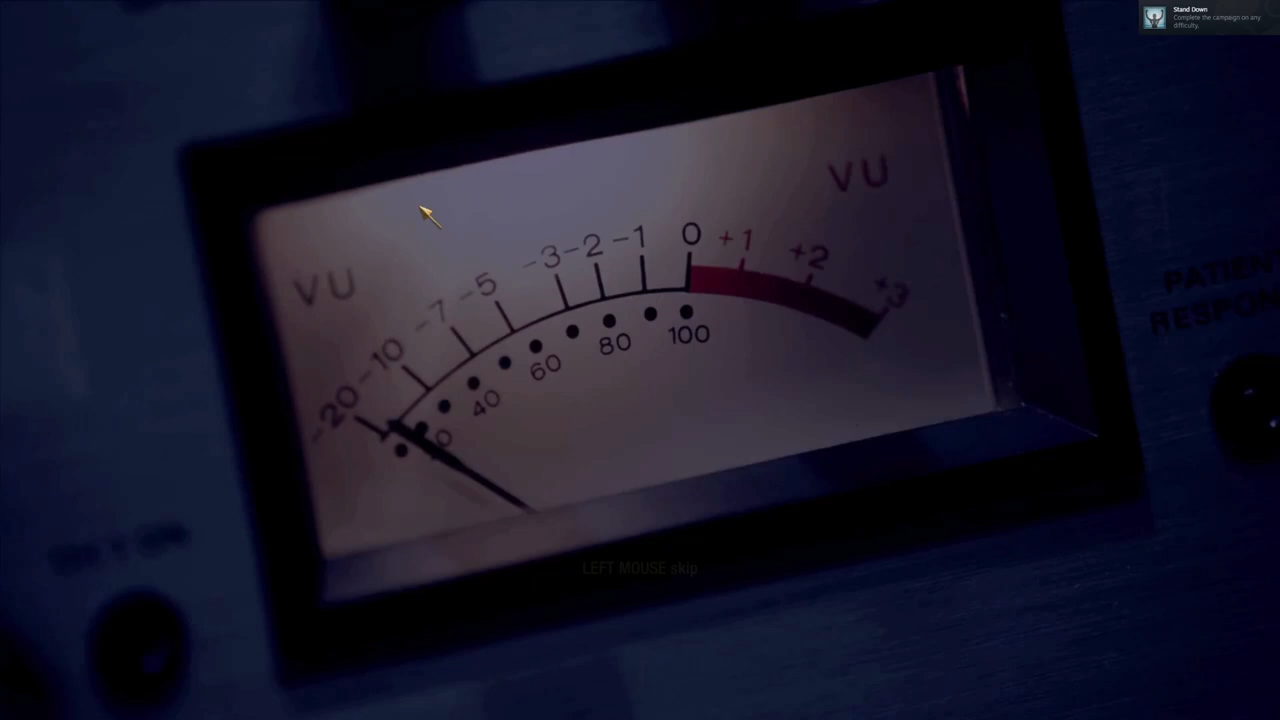 Stand Down
Complete the campaign on any
difficulty.
VU
VU
-20
-10
-7
-5
-3
-2
-1
0
+1
+2
+3
40
60
80
100
PATIENT
LEFT MOUSE skip